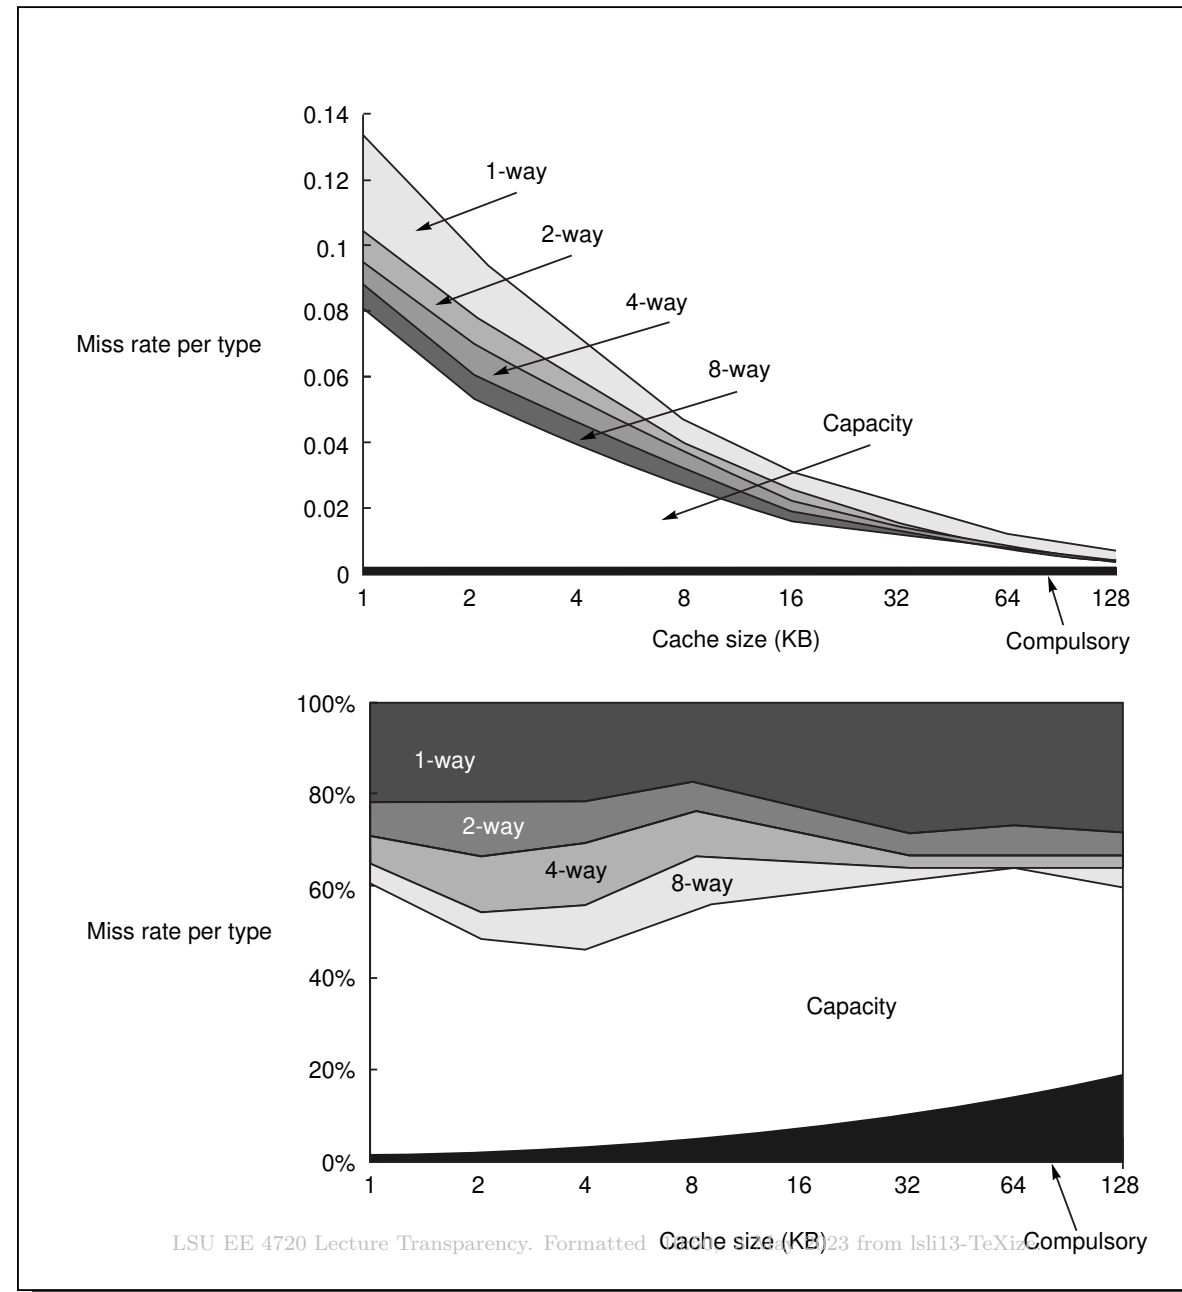 0.14
0.12
0.1
0.08
0.06
0.04
0.02
0
1-way
2-way
4-way
8-way
Capacity
Miss rate per type
1 2 4 8 16 32 64 128
Cache size (KB)
Compulsory
100%
80%
60%
40%
20%
0%
1-way
2-way
4-way
8-way
Capacity
Miss rate per type
1 2 4 8 16 32 64 128
Cache size (KB)
Compulsory
LSU EE 4720 Lecture Transparency. Formatted 23 from lsli13-TeXize.